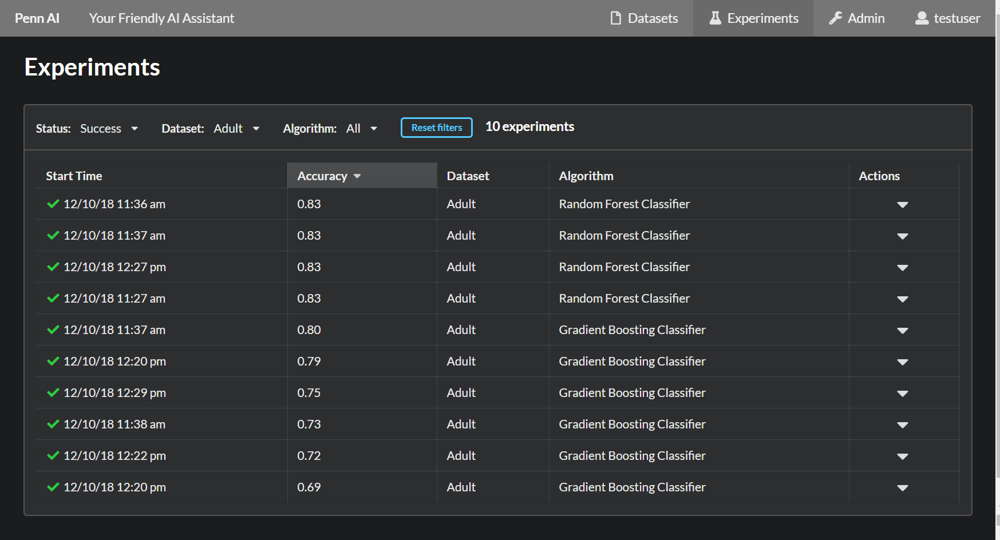 Penn AI Your Friendly AI Assistant Datasets Experiments Admin testuser
Experiments
Status: Success Dataset: Adult Algorithm: All Reset filters 10 experiments
Start Time Accuracy Dataset Algorithm Actions
12/10/18 11:36 am 0.83 Adult Random Forest Classifier
12/10/18 11:37 am 0.83 Adult Random Forest Classifier
12/10/18 12:27 pm 0.83 Adult Random Forest Classifier
12/10/18 11:27 am 0.83 Adult Random Forest Classifier
12/10/18 11:37 am 0.80 Adult Gradient Boosting Classifier
12/10/18 12:20 pm 0.79 Adult Gradient Boosting Classifier
12/10/18 12:29 pm 0.75 Adult Gradient Boosting Classifier
12/10/18 11:38 am 0.73 Adult Gradient Boosting Classifier
12/10/18 12:22 pm 0.72 Adult Gradient Boosting Classifier
12/10/18 12:20 pm 0.69 Adult Gradient Boosting Classifier